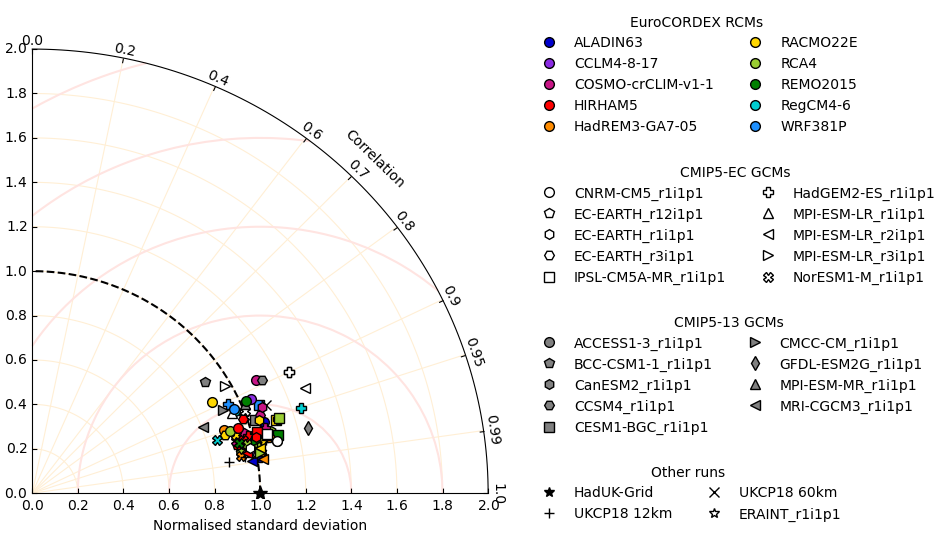 EuroCORDEX RCMs
ALADIN63 RACMO22E
CCLM4-8-17 RCA4
COSMO-crCLIM-v1-1 REMO2015
HIRHAM5 RegCM4-6
HadREM3-GA7-05 WRF381P
CMIP5-EC GCMs
CNRM-CM5_r1i1p1 HadGEM2-ES_r1i1p1
EC-EARTH_r12i1p1 MPI-ESM-LR_r1i1p1
EC-EARTH_r1i1p1 MPI-ESM-LR_r2i1p1
EC-EARTH_r3i1p1 MPI-ESM-LR_r3i1p1
IPSL-CM5A-MR_r1i1p1 NorESM1-M_r1i1p1
CMIP5-13 GCMs
ACCESS1-3_r1i1p1 CMCC-CM_r1i1p1
BCC-CSM1-1_r1i1p1 GFDL-ESM2G_r1i1p1
CanESM2_r1i1p1 MPI-ESM-MR_r1i1p1
CCSM4_r1i1p1 MRI-CGCM3_r1i1p1
CESM1-BGC_r1i1p1
Other runs
HadUK-Grid UKCP18 60km
UKCP18 12km ERAINT_r1i1p1
2.0
1.8
1.6
1.4
1.2
1.0
0.8
0.6
0.4
0.2
0.0
0.0 0.2 0.4 0.6 0.8 1.0 1.2 1.4 1.6 1.8 2.0
Normalised standard deviation
0.0
0.2
0.4
0.6
0.7
0.8
0.9
0.95
0.99
1.0
Correlation